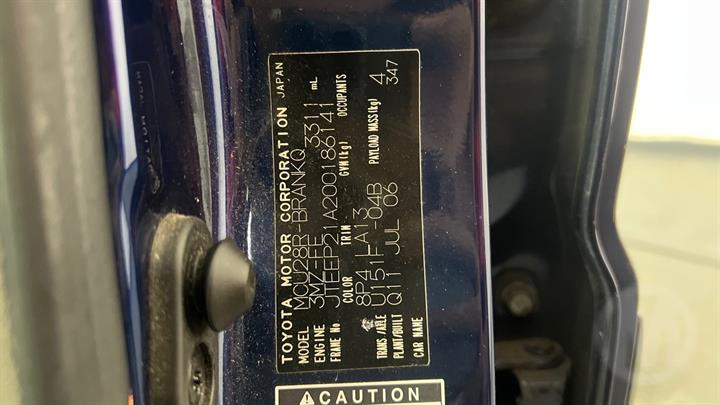 TOYOTA MOTOR CORPORATION JAPAN
MODEL MCU28R-BRANKQ
ENGINE 3MZ-FE 3311 mL
FRAME No JTEEP21A200186141
COLOR TRIM GVM(kg) OCCUPANTS
8P4 LA13 4
TRANS/AXLE U151F -04B PAYLOAD MASS(kg) 347
PLANT/BUILT Q111 JUL 06
CAR NAME
CAUTION